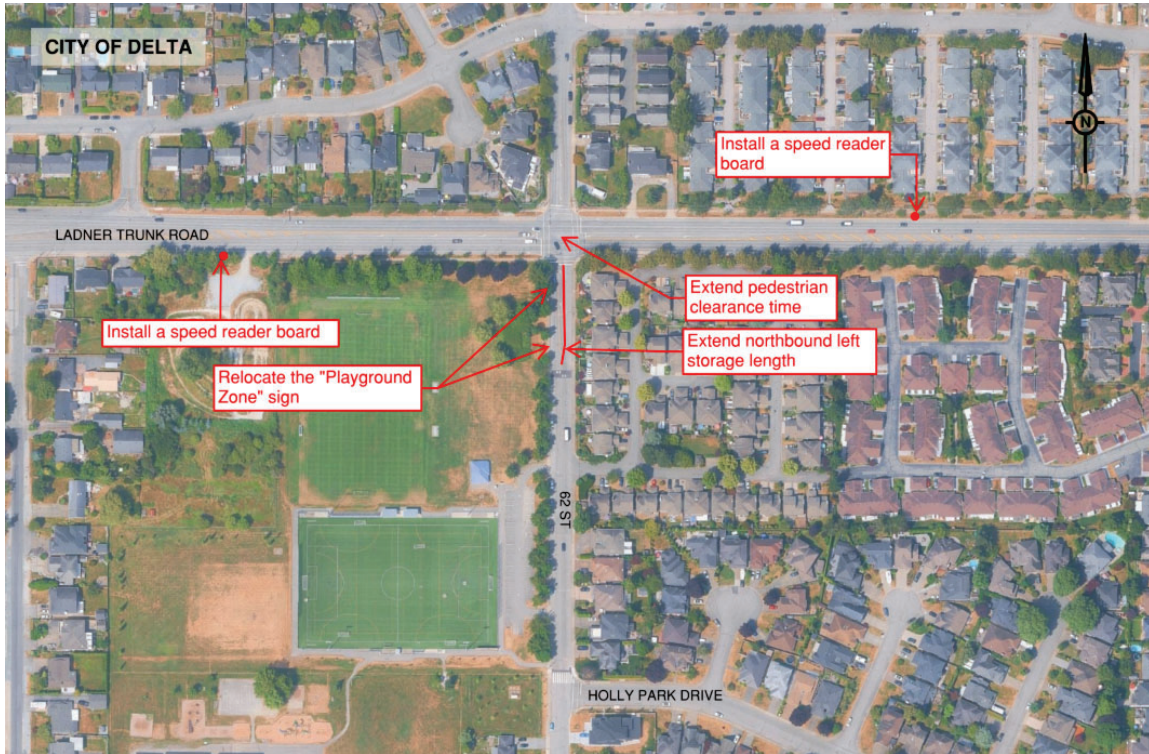 CITY OF DELTA
N
Install a speed reader
board
LADNER TRUNK ROAD
Extend pedestrian
clearance time
Install a speed reader board
Extend northbound left
storage length
Relocate the "Playground
Zone" sign
62 ST
HOLLY PARK DRIVE